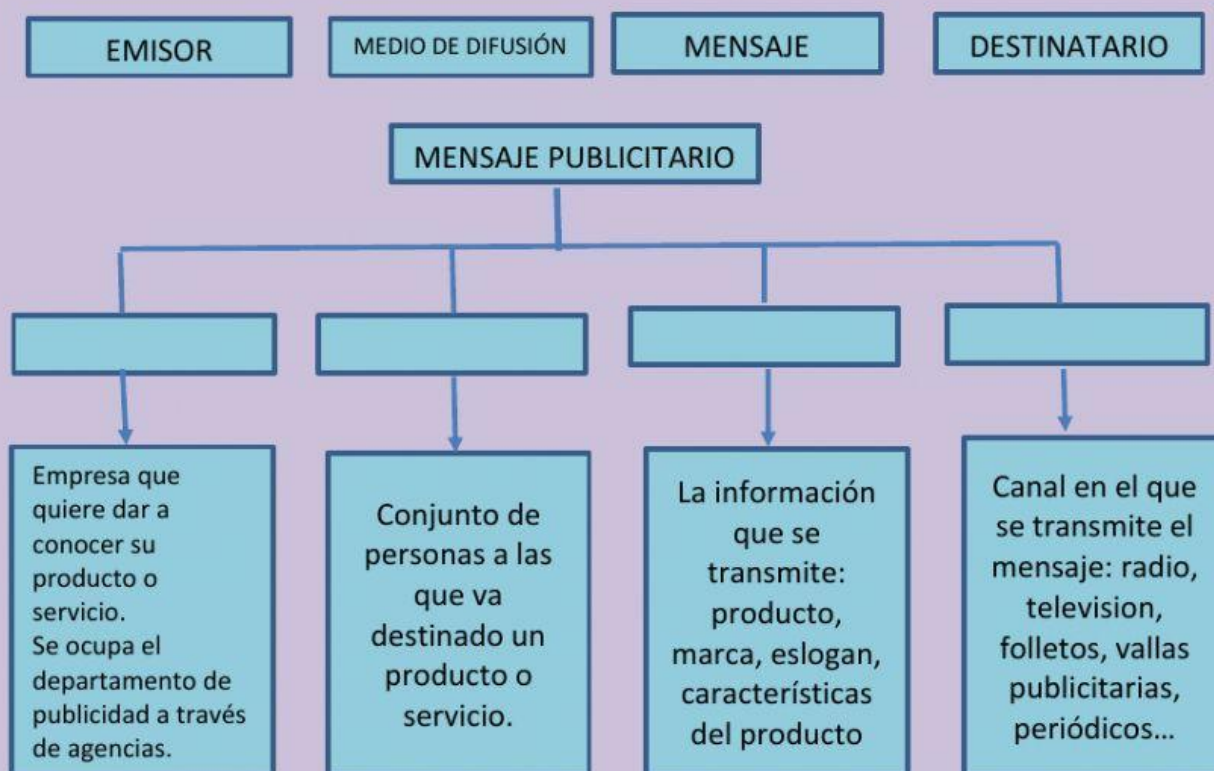 EMISOR
MEDIO DE DIFUSIÓN
MENSAJE
DESTINATARIO
MENSAJE PUBLICITARIO
Empresa que
quiere dar a
conocer su
producto o
servicio.
Se ocupa el
departamento de
publicidad a través
de agencias.
Conjunto de
personas a las
que va
destinado un
producto o
servicio.
La información
que se
transmite:
producto,
marca, eslogan,
características
del producto
Canal en el que
se transmite el
mensaje: radio,
television,
folletos, vallas
publicitarias,
periódicos...